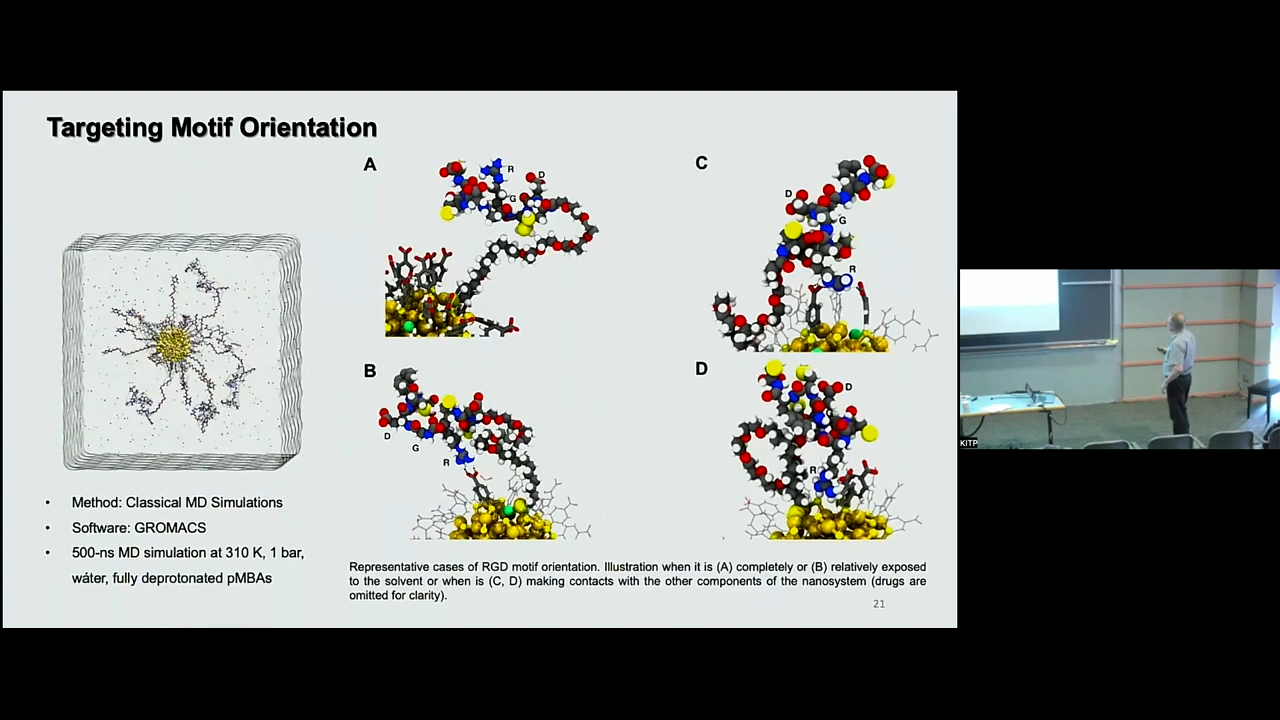 Targeting Motif Orientation
A
R
D
G
C
D
G
R
B
D
G
R
D
D
R
• Method: Classical MD Simulations
• Software: GROMACS
• 500-ns MD simulation at 310 K, 1 bar,
water, fully deprotonated pMBAs
Representative cases of RGD motif orientation. Illustration when it is (A) completely or (B) relatively exposed
to the solvent or when is (C, D) making contacts with the other components of the nanosystem (drugs are
omitted for clarity).
21
KITP